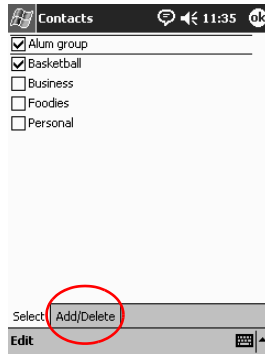 Contacts 11:35 ok
Alum group
Basketball
Business
Foodies
Personal
Select Add/Delete
Edit